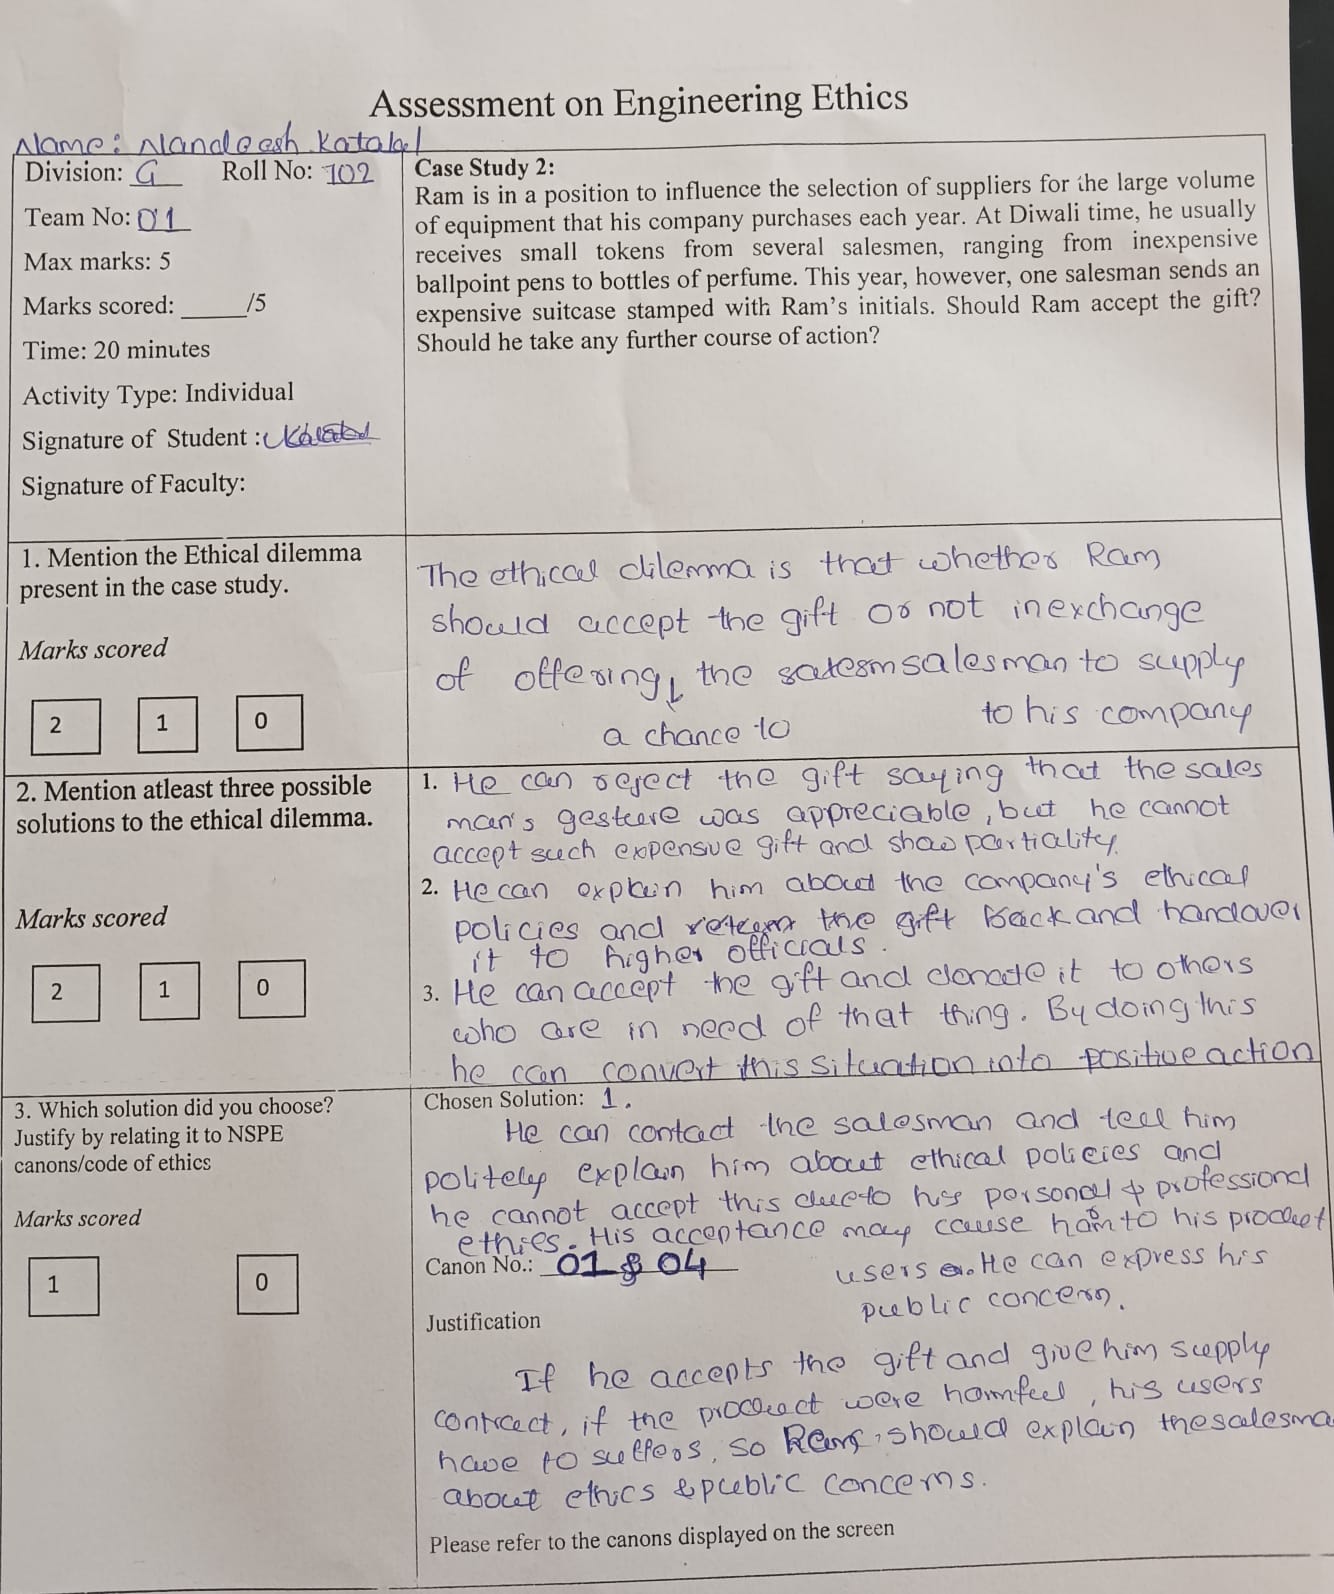 Assessment on Engineering Ethics
Name: Nandeesh Katabal
Division: G Roll No: 102
Team No: 01
Max marks: 5
Marks scored: ______/5
Time: 20 minutes
Activity Type: Individual
Signature of Student :
Signature of Faculty:
Case Study 2:
Ram is in a position to influence the selection of suppliers for the large volume
of equipment that his company purchases each year. At Diwali time, he usually
receives small tokens from several salesmen, ranging from inexpensive
ballpoint pens to bottles of perfume. This year, however, one salesman sends an
expensive suitcase stamped with Ram's initials. Should Ram accept the gift?
Should he take any further course of action?
1. Mention the Ethical dilemma
present in the case study.
Marks scored
2 1 0
The ethical dilemma is that whether Ram
should accept the gift or not inexchange
of offering, the salesman to supply
a chance to to his company
2. Mention atleast three possible
solutions to the ethical dilemma.
Marks scored
2 1 0
1. He can reject the gift saying that the sales
man's gesture was appreciable, but he cannot
accept such expensive gift and show partiality.
2. He can explain him about the company's ethical
policies and return the gift back and handover
it to higher officials.
3. He can accept the gift and donate it to others
who are in need of that thing. By doing this
he can convert this situation into positive action
3. Which solution did you choose?
Justify by relating it to NSPE
canons/code of ethics
Marks scored
1 0
Chosen Solution: 1.
He can contact the salesman and tell him
politely explain him about ethical policies and
he cannot accept this due to his personal & professional
ethics. His acceptance may cause harm to his product
Canon No.: 01 & 04 users. He can express his
public concern.
Justification
If he accepts the gift and give him supply
contract, if the product were harmfeel, his users
have to suffers, so Ram, should explain the salesma
about ethics & public concerns.
Please refer to the canons displayed on the screen